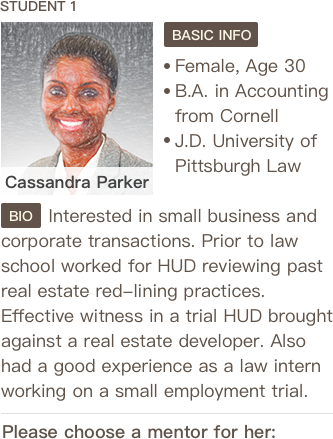 STUDENT 1
BASIC INFO
• Female, Age 30
• B.A. in Accounting
from Cornell
• J.D. University of
Pittsburgh Law
Cassandra Parker
BIO Interested in small business and
corporate transactions. Prior to law
school worked for HUD reviewing past
real estate red-lining practices.
Effective witness in a trial HUD brought
against a real estate developer. Also
had a good experience as a law intern
working on a small employment trial.
Please choose a mentor for her: